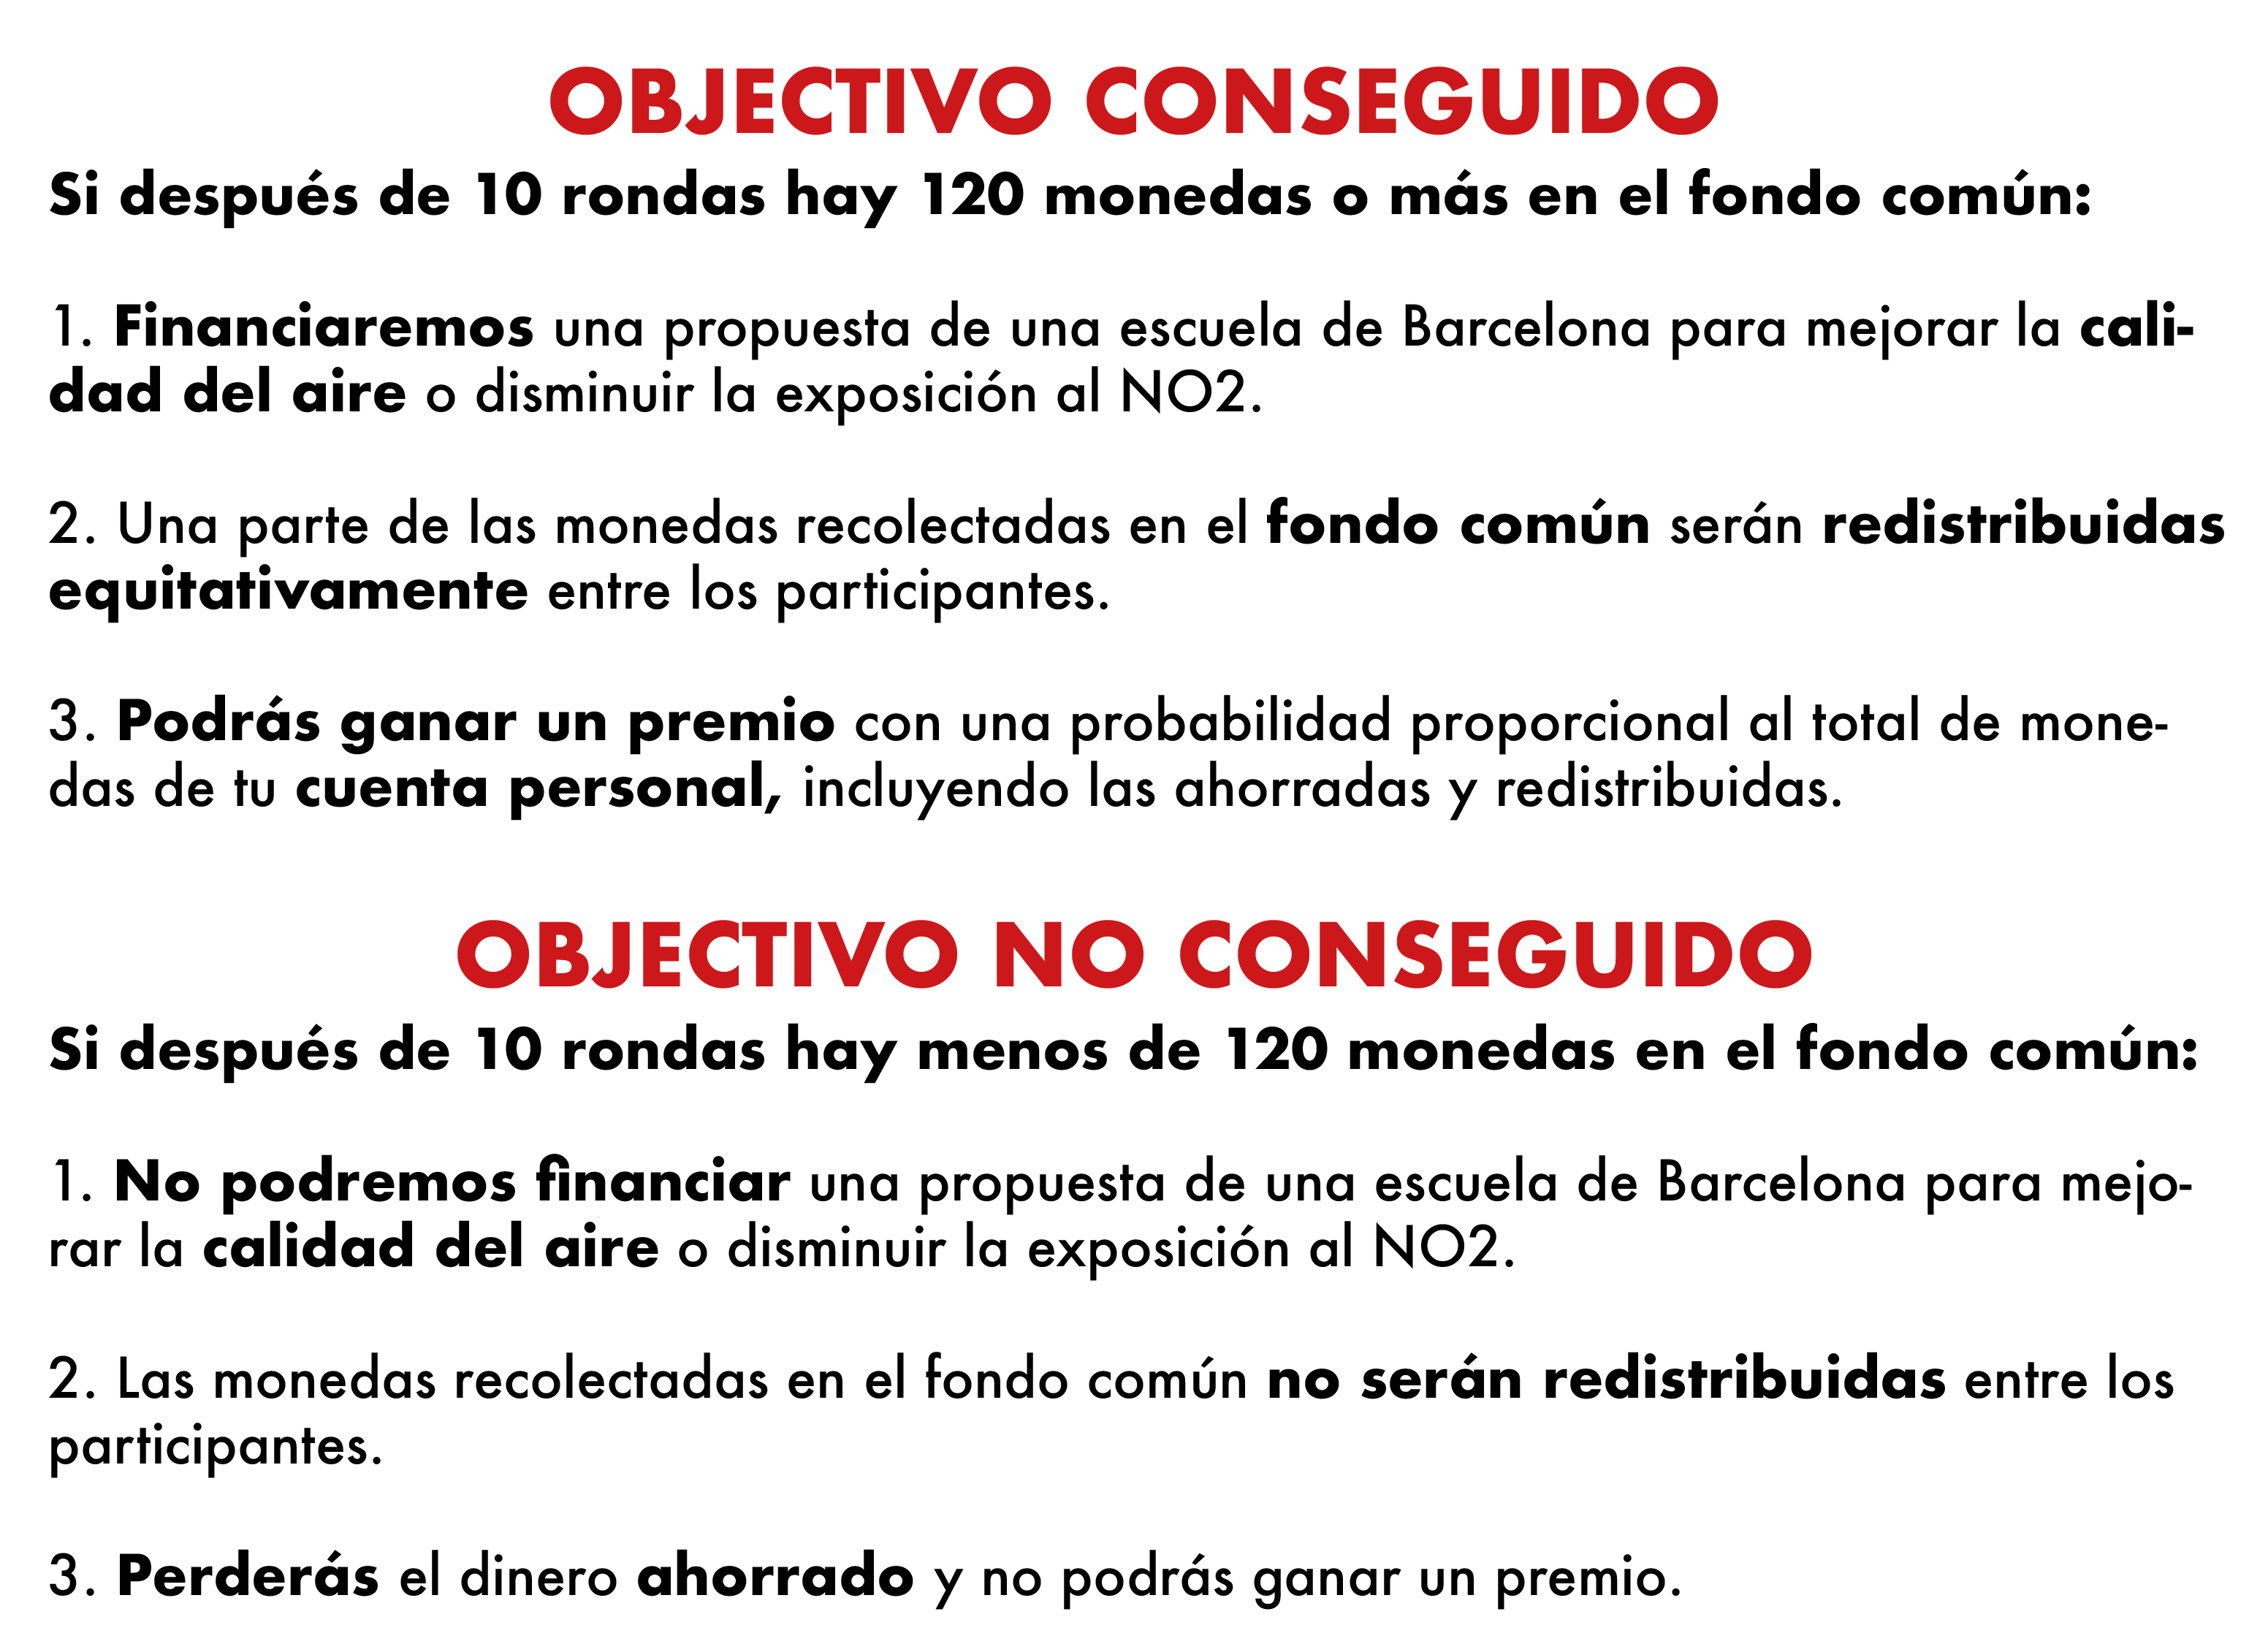 OBJECTIVO CONSEGUIDO
Si después de 10 rondas hay 120 monedas o más en el fondo común:
1. Financiaremos una propuesta de una escuela de Barcelona para mejorar la cali-
dad del aire o disminuir la exposición al NO2.
2. Una parte de las monedas recolectadas en el fondo común serán redistribuidas
equitativamente entre los participantes.
3. Podrás ganar un premio con una probabilidad proporcional al total de mone-
das de tu cuenta personal, incluyendo las ahorradas y redistribuidas.
OBJECTIVO NO CONSEGUIDO
Si después de 10 rondas hay menos de 120 monedas en el fondo común:
1. No podremos financiar una propuesta de una escuela de Barcelona para mejo-
rar la calidad del aire o disminuir la exposición al NO2.
2. Las monedas recolectadas en el fondo común no serán redistribuidas entre los
participantes.
3. Perderás el dinero ahorrado y no podrás ganar un premio.